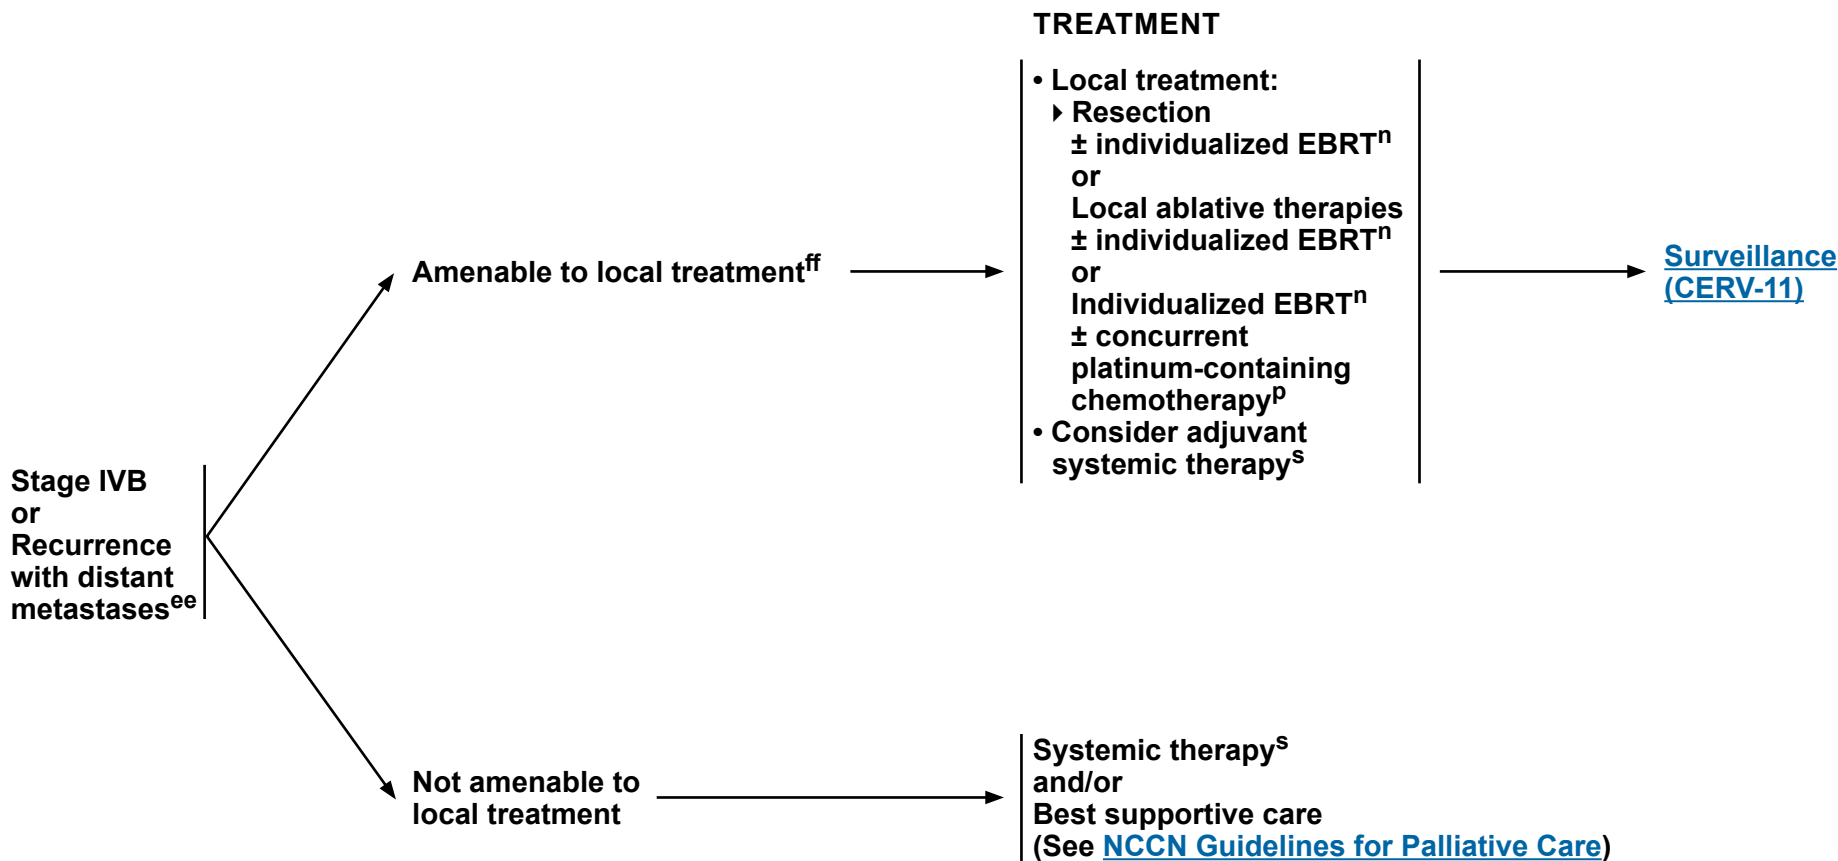 TREATMENT
• Local treatment:
Resection
± individualized EBRTⁿ
or
Local ablative therapies
± individualized EBRTⁿ
or
Individualized EBRTⁿ
± concurrent
platinum-containing
chemotherapyᵖ
• Consider adjuvant
systemic therapyˢ
Surveillance
(CERV-11)
Amenable to local treatmentᶠᶠ
Stage IVB
or
Recurrence
with distant
metastasesᵉᵉ
Not amenable to
local treatment
Systemic therapyˢ
and/or
Best supportive care
(See NCCN Guidelines for Palliative Care)